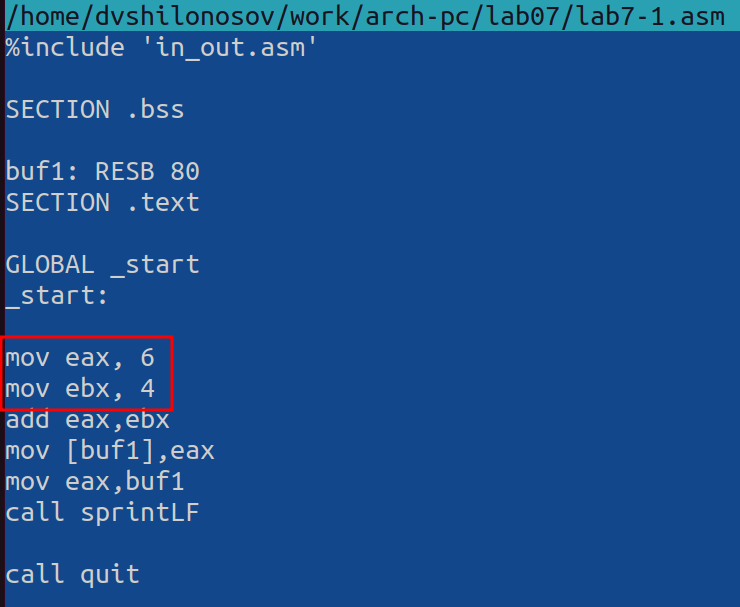 /home/dvshilonosov/work/arch-pc/lab07/lab7-1.asm
%include 'in_out.asm'
SECTION .bss
buf1: RESB 80
SECTION .text
GLOBAL _start
_start:
mov eax, 6
mov ebx, 4
add eax,ebx
mov [buf1],eax
mov eax,buf1
call sprintLF
call quit